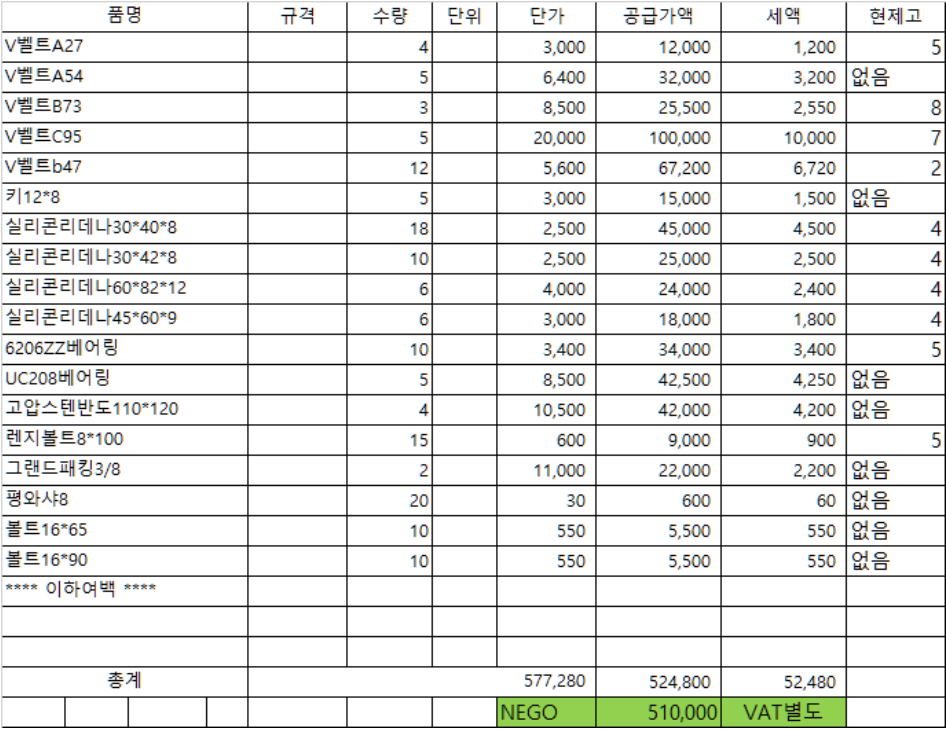 품명 규격 수량 단위 단가 공급가액 세액 현제고
V벨트A27 4 3,000 12,000 1,200 5
V벨트A54 5 6,400 32,000 3,200 없음
V벨트B73 3 8,500 25,500 2,550 8
V벨트C95 5 20,000 100,000 10,000 7
V벨트b47 12 5,600 67,200 6,720 2
키12*8 5 3,000 15,000 1,500 없음
실리콘리데나30*40*8 18 2,500 45,000 4,500 4
실리콘리데나30*42*8 10 2,500 25,000 2,500 4
실리콘리데나60*82*12 6 4,000 24,000 2,400 4
실리콘리데나45*60*9 6 3,000 18,000 1,800 4
6206ZZ베어링 10 3,400 34,000 3,400 5
UC208베어링 5 8,500 42,500 4,250 없음
고압스텐반도110*120 4 10,500 42,000 4,200 없음
렌지볼트8*100 15 600 9,000 900 5
그랜드패킹3/8 2 11,000 22,000 2,200 없음
평와샤8 20 30 600 60 없음
볼트16*65 10 550 5,500 550 없음
볼트16*90 10 550 5,500 550 없음
**** 이하여백 ****
총계 577,280 524,800 52,480
NEGO 510,000 VAT별도